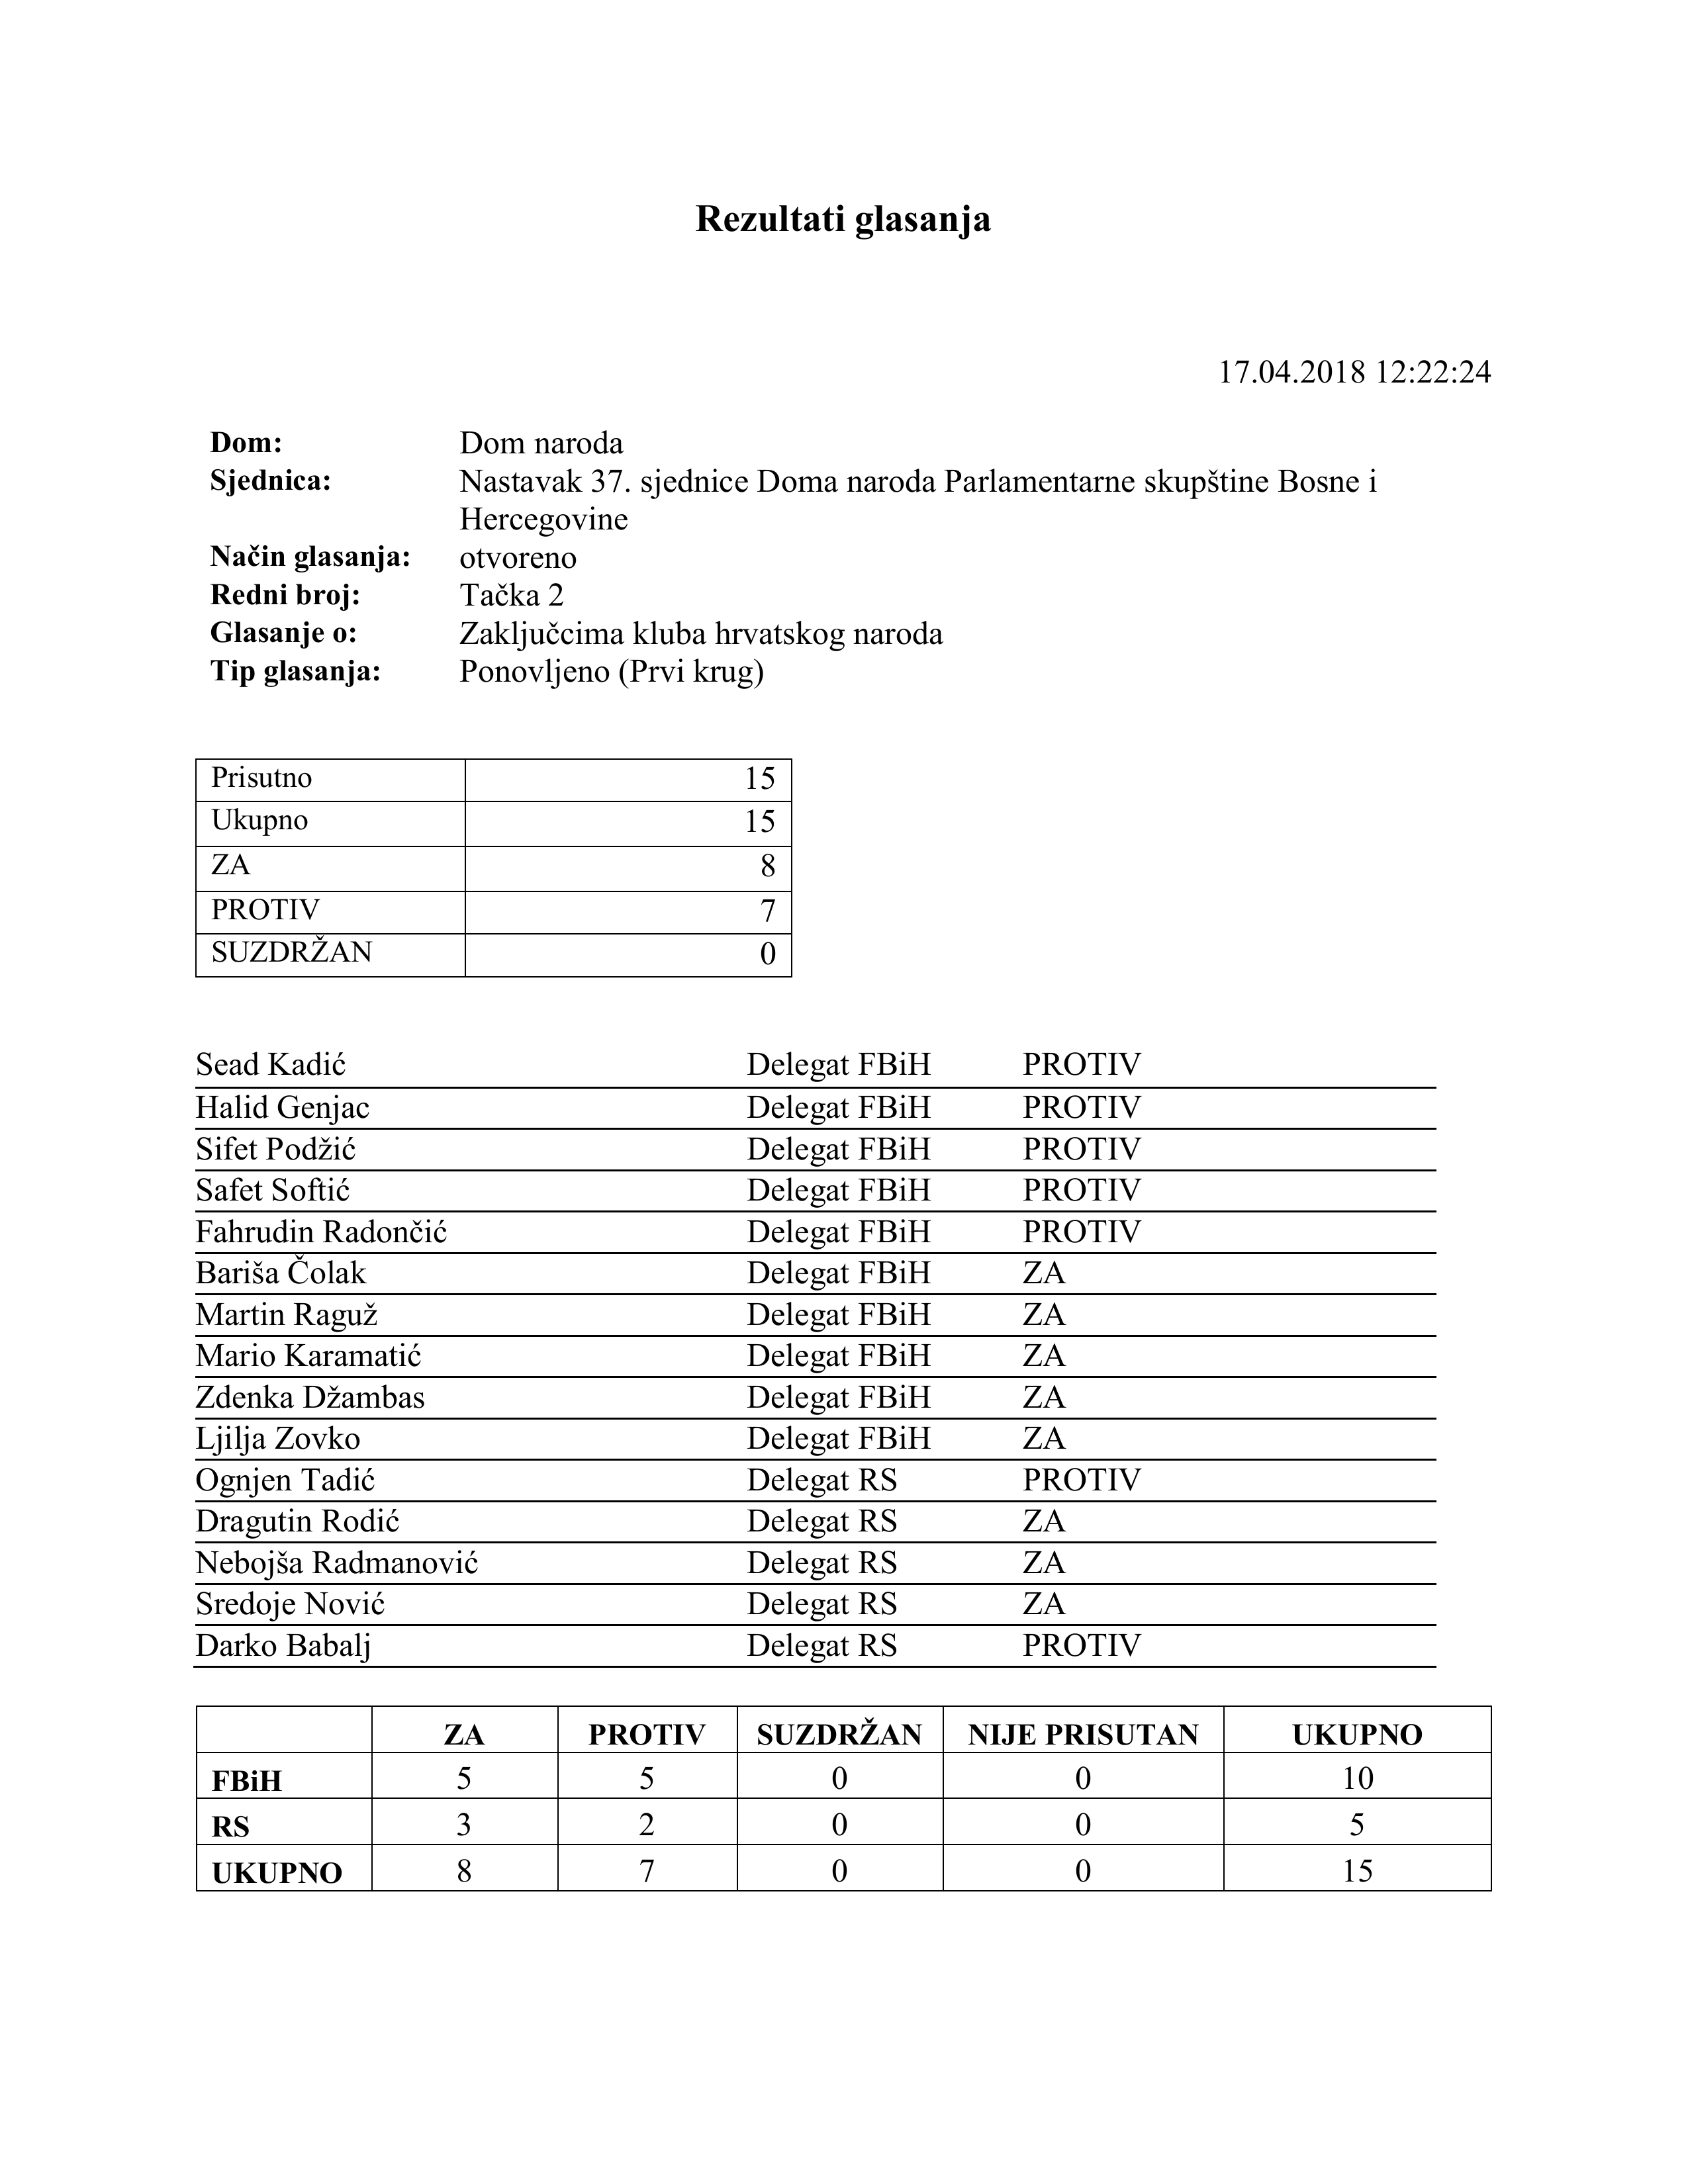 Rezultati glasanja
17.04.2018 12:22:24
Dom: Dom naroda
Sjednica: Nastavak 37. sjednice Doma naroda Parlamentarne skupštine Bosne i
Hercegovine
Način glasanja: otvoreno
Redni broj: Tačka 2
Glasanje o: Zaključcima kluba hrvatskog naroda
Tip glasanja: Ponovljeno (Prvi krug)
Prisutno 15
Ukupno 15
ZA 8
PROTIV 7
SUZDRŽAN 0
Sead Kadić Delegat FBiH PROTIV
Halid Genjac Delegat FBiH PROTIV
Sifet Podžić Delegat FBiH PROTIV
Safet Softić Delegat FBiH PROTIV
Fahrudin Radončić Delegat FBiH PROTIV
Bariša Čolak Delegat FBiH ZA
Martin Raguž Delegat FBiH ZA
Mario Karamatić Delegat FBiH ZA
Zdenka Džambas Delegat FBiH ZA
Ljilja Zovko Delegat FBiH ZA
Ognjen Tadić Delegat RS PROTIV
Dragutin Rodić Delegat RS ZA
Nebojša Radmanović Delegat RS ZA
Sredoje Nović Delegat RS ZA
Darko Babalj Delegat RS PROTIV
ZA PROTIV SUZDRŽAN NIJE PRISUTAN UKUPNO
FBiH 5 5 0 0 10
RS 3 2 0 0 5
UKUPNO 8 7 0 0 15